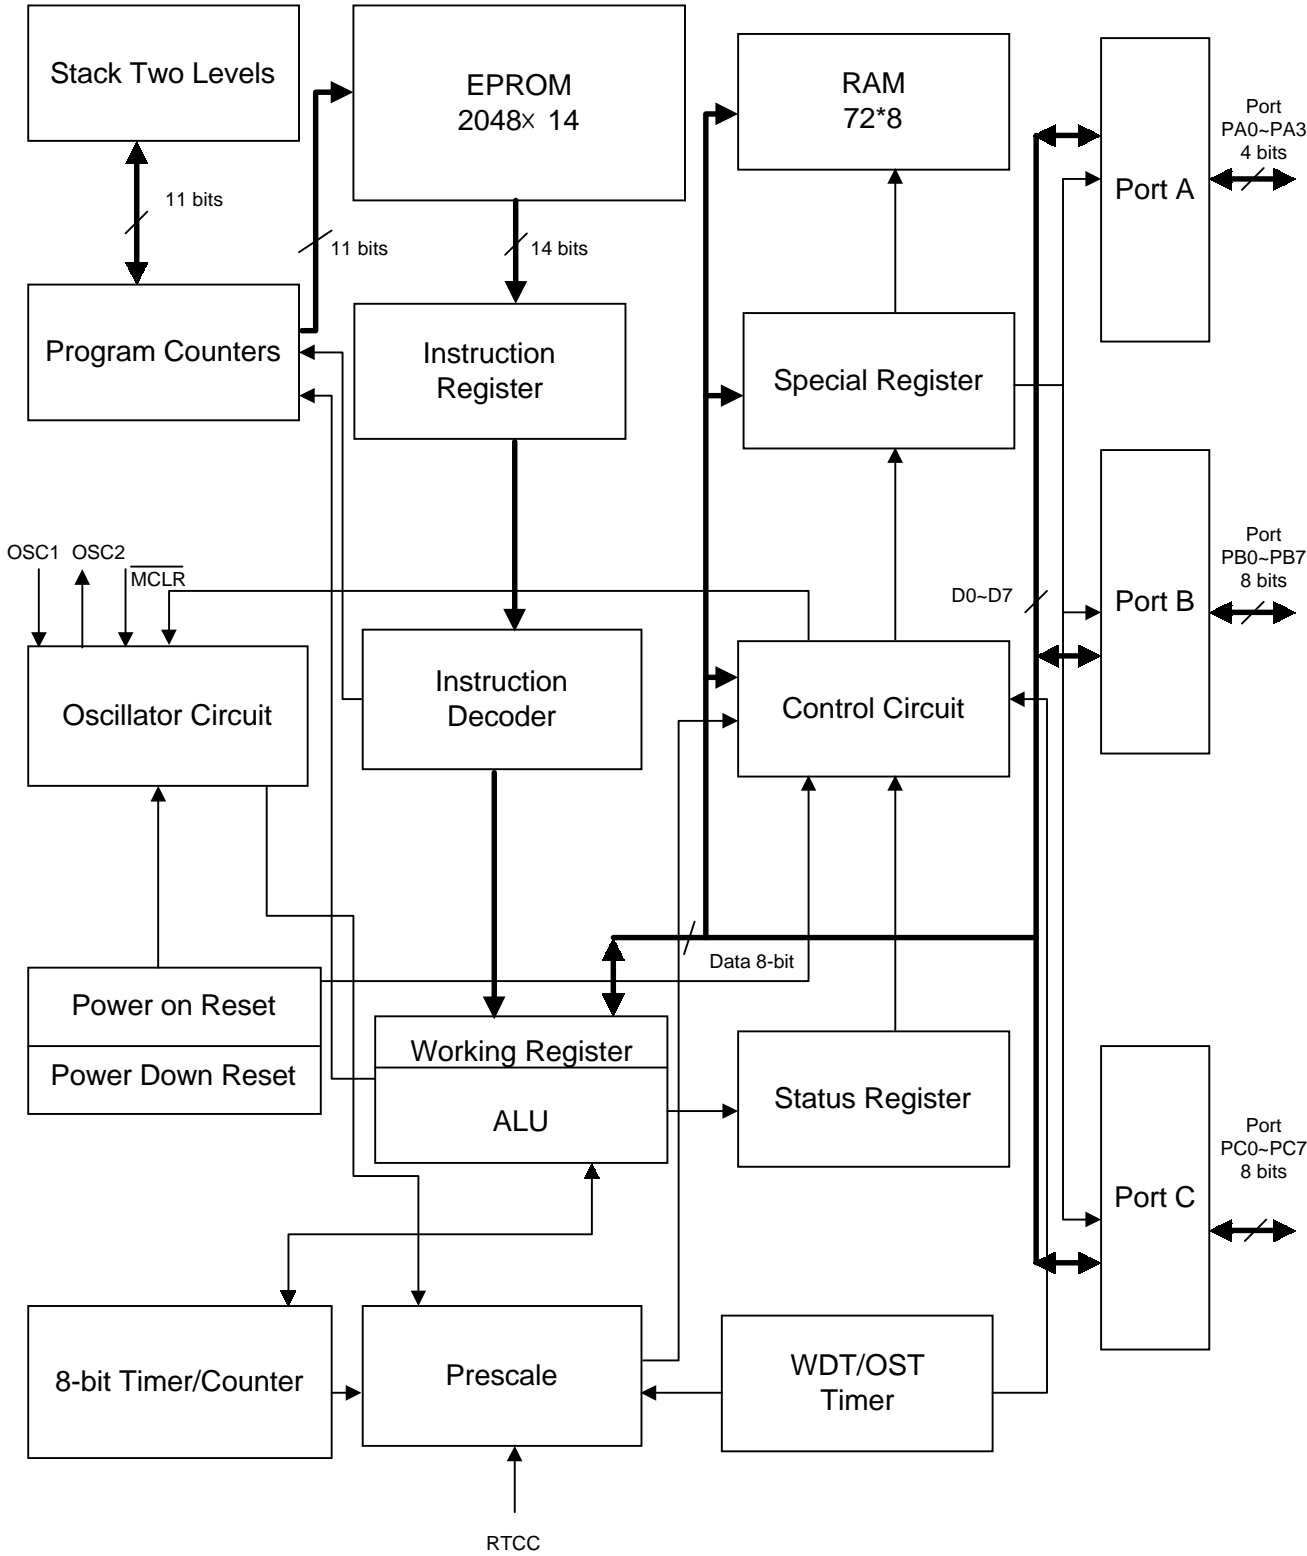 Stack Two Levels
EPROM
2048× 14
RAM
72*8
Port
PA0~PA3
4 bits
Port A
11 bits
11 bits
14 bits
Program Counters
Instruction
Register
Special Register
OSC1
OSC2
MCLR
D0~D7
Port
PB0~PB7
8 bits
Port B
Oscillator Circuit
Instruction
Decoder
Control Circuit
Data 8-bit
Power on Reset
Power Down Reset
Working Register
ALU
Status Register
Port
PC0~PC7
8 bits
Port C
8-bit Timer/Counter
Prescale
WDT/OST
Timer
RTCC